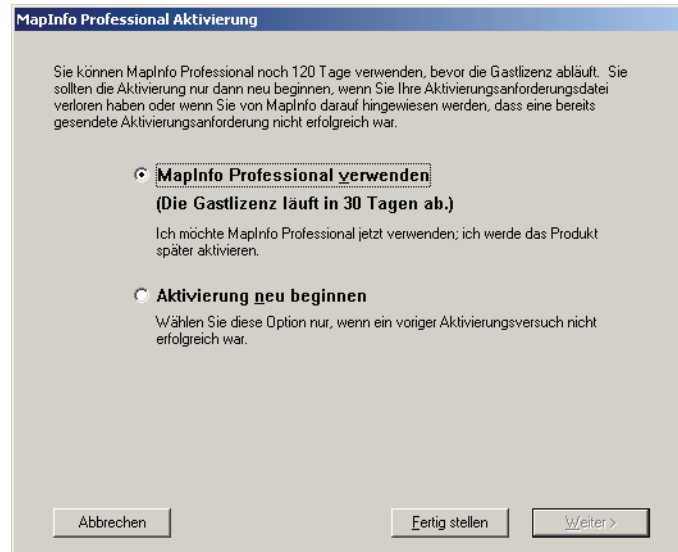 MapInfo Professional Aktivierung
Sie können MapInfo Professional noch 120 Tage verwenden, bevor die Gastlizenz abläuft. Sie
sollten die Aktivierung nur dann neu beginnen, wenn Sie Ihre Aktivierungsanforderungsdatei
verloren haben oder wenn Sie von MapInfo darauf hingewiesen werden, dass eine bereits
gesendete Aktivierungsanforderung nicht erfolgreich war.
MapInfo Professional verwenden
(Die Gastlizenz läuft in 30 Tagen ab.)
Ich möchte MapInfo Professional jetzt verwenden; ich werde das Produkt
später aktivieren.
Aktivierung neu beginnen
Wählen Sie diese Option nur, wenn ein voriger Aktivierungsversuch nicht
erfolgreich war.
Abbrechen
Fertig stellen
Weiter >